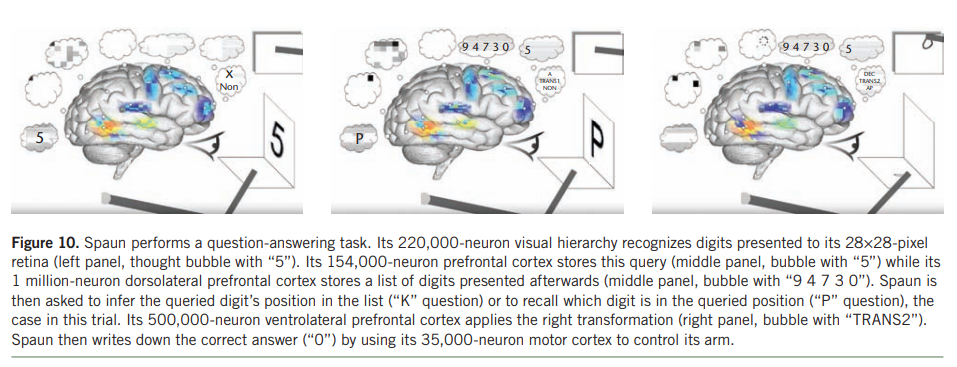 X
Non
5
5
9 4 7 3 0
5
A
TRANS1
NON
P
P
9 4 7 3 0
5
DEC
TRANS2
AP
Figure 10. Spaun performs a question-answering task. Its 220,000-neuron visual hierarchy recognizes digits presented to its 28×28-pixel
retina (left panel, thought bubble with “5”). Its 154,000-neuron prefrontal cortex stores this query (middle panel, bubble with “5”) while its
1 million-neuron dorsolateral prefrontal cortex stores a list of digits presented afterwards (middle panel, bubble with “9 4 7 3 0”). Spaun is
then asked to infer the queried digit’s position in the list (“K” question) or to recall which digit is in the queried position (“P” question), the
case in this trial. Its 500,000-neuron ventrolateral prefrontal cortex applies the right transformation (right panel, bubble with “TRANS2”).
Spaun then writes down the correct answer (“0”) by using its 35,000-neuron motor cortex to control its arm.